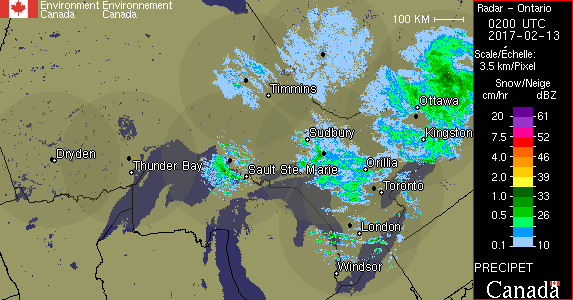 Environment Environnement
Canada Canada
100 KM
Timmins
Ottawa
Sudbury
Kingston
Dryden
Thunder Bay
Sault Ste. Marie
Orillia
Toronto
London
Windsor
Radar - Ontario
0200 UTC
2017-02-13
Scale/Échelle:
3.5 km/Pixel
Snow/Neige
cm/hr dBZ
20 61
7.5 52
4.0 46
2.0 39
1.0 33
0.5 26
0.1 10
PRECIPET
Canada